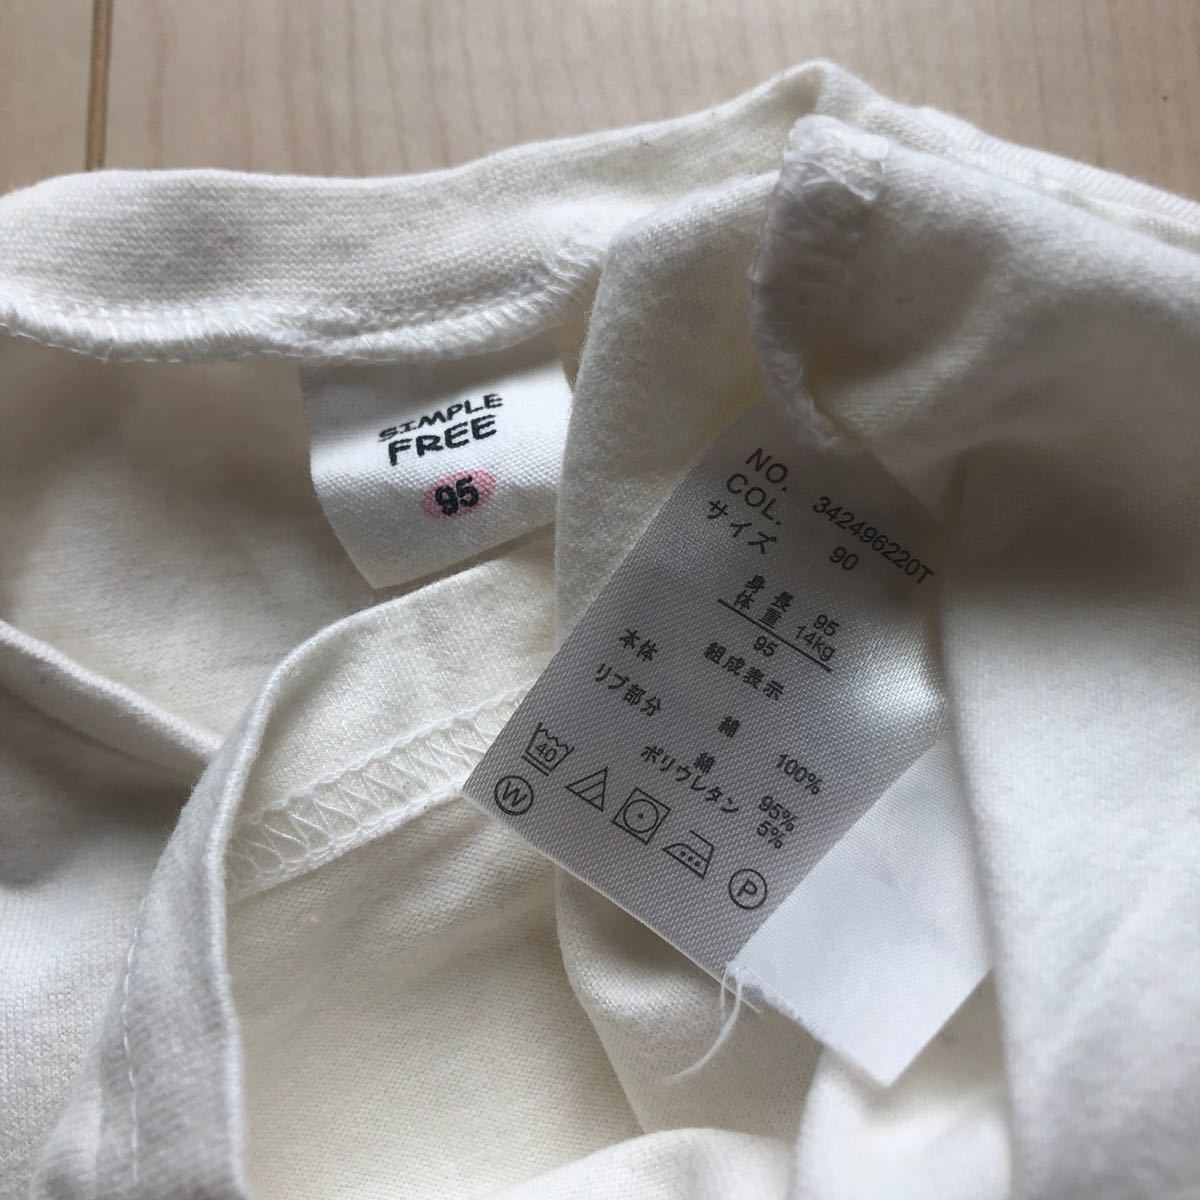 SIMPLE
FREE
95
NO. 342496220T
COL. 90
サイズ
身長 95
体重 14kg
95
組成表示
本体 綿 100%
リブ部分 綿 95%
ポリウレタン 5%
40
W
P